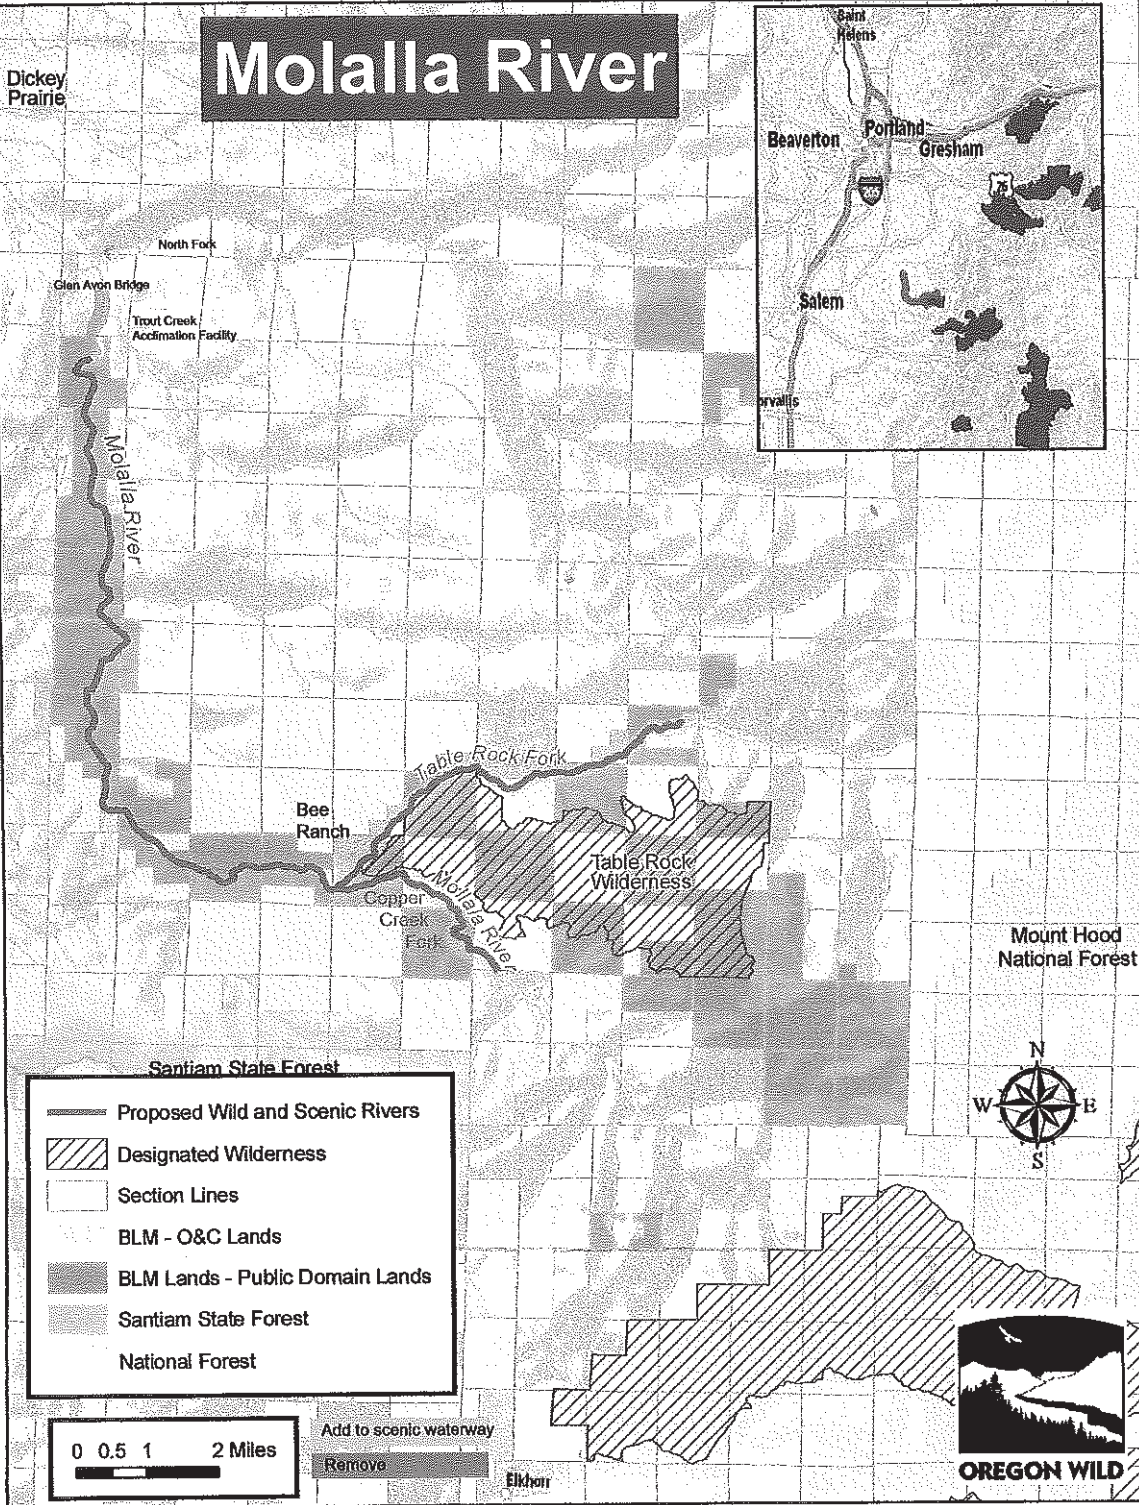 Molalla River
Dickey
Prairie
Saint
Helens
Portland
Beaverton
Gresham
205
26
Salem
orvallis
North Fork
Glen Avon Bridge
Trout Creek
Acclimation Facility
Molalla River
Table Rock Fork
Bee
Ranch
Table Rock
Wilderness
Molalla River
Copper
Creek
Fork
Mount Hood
National Forest
N
W
E
S
Santiam State Forest
Proposed Wild and Scenic Rivers
Designated Wilderness
Section Lines
BLM - O&C Lands
BLM Lands - Public Domain Lands
Santiam State Forest
National Forest
0 0.5 1 2 Miles
Add to scenic waterway
Remove
Elkhorn
OREGON WILD